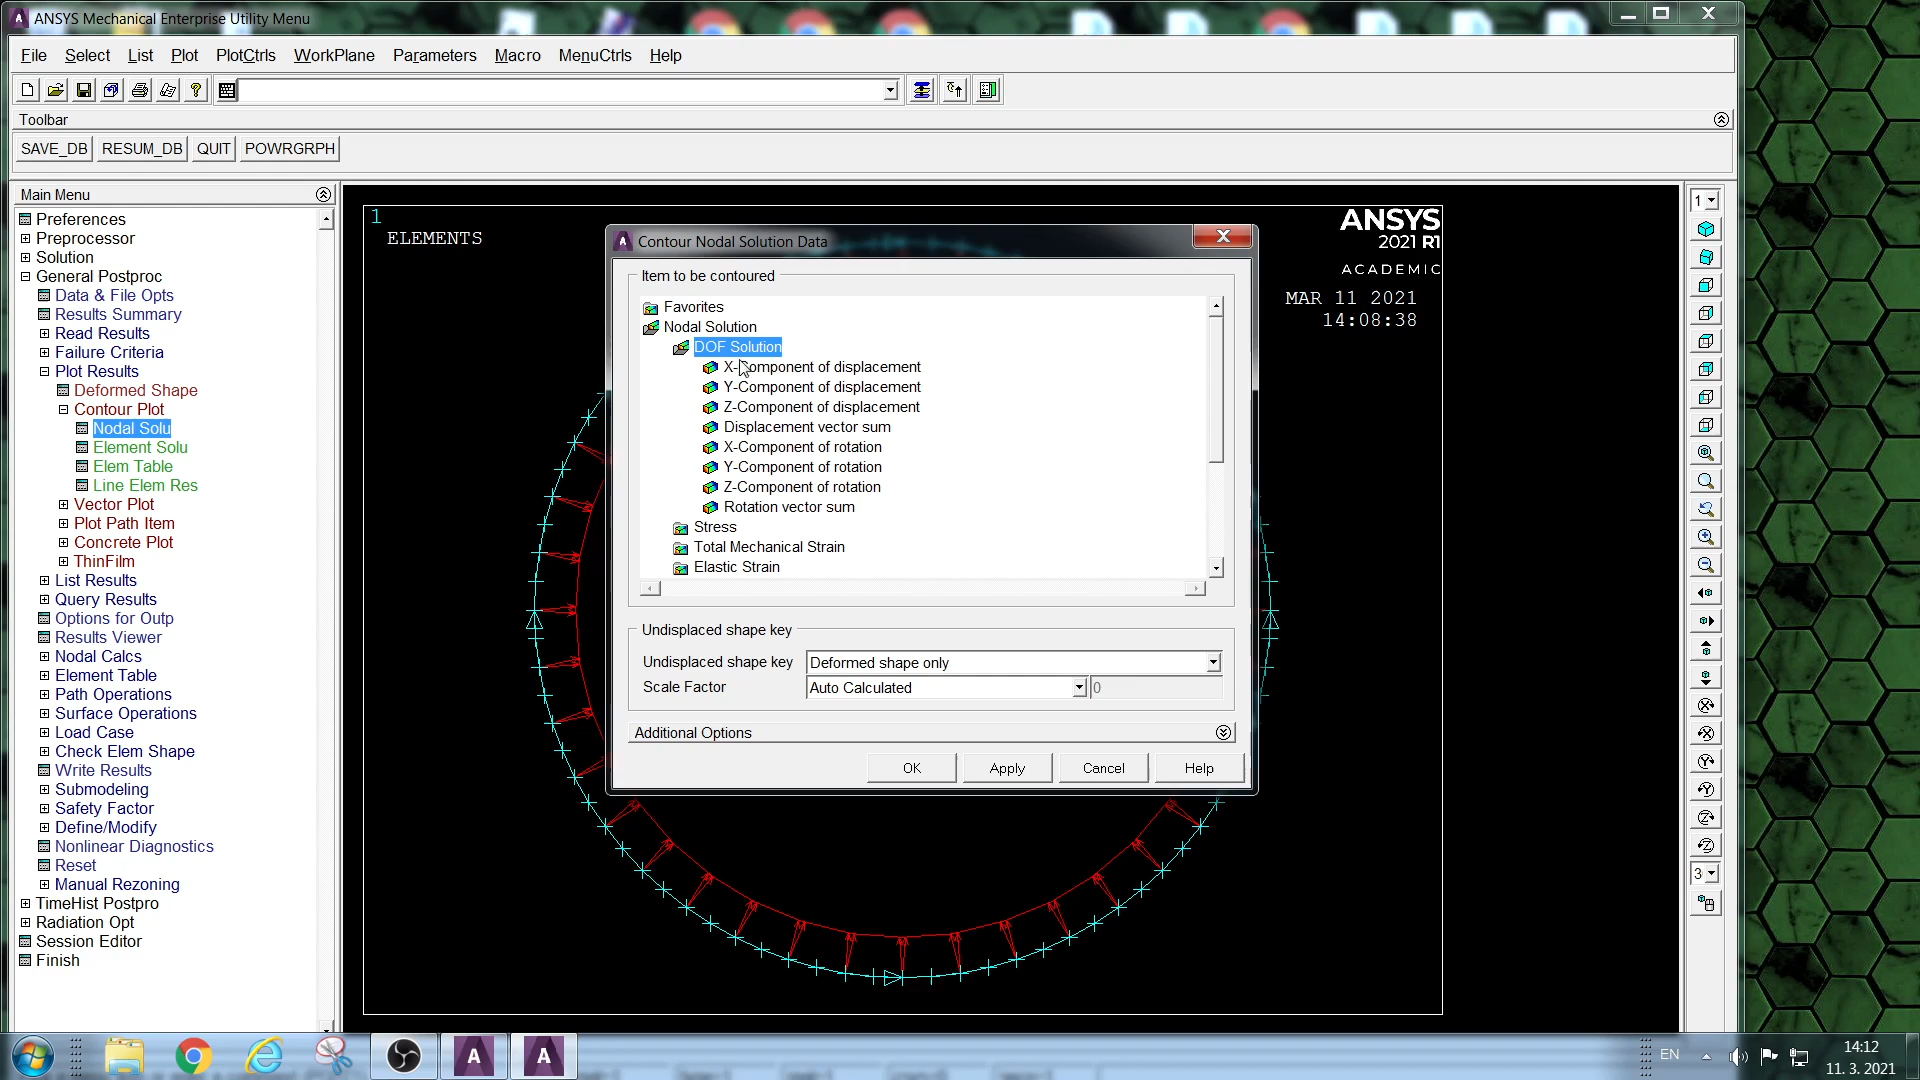 ANSYS Mechanical Enterprise Utility Menu
File Select List Plot PlotCtrls WorkPlane Parameters Macro MenuCtrls Help
Toolbar
SAVE_DB RESUM_DB QUIT POWRGRPH
Main Menu
Preferences
Preprocessor
Solution
General Postproc
Data & File Opts
Results Summary
Read Results
Failure Criteria
Plot Results
Deformed Shape
Contour Plot
Nodal Solu
Element Solu
Elem Table
Line Elem Res
Vector Plot
Plot Path Item
Concrete Plot
ThinFilm
List Results
Query Results
Options for Outp
Results Viewer
Nodal Calcs
Element Table
Path Operations
Surface Operations
Load Case
Check Elem Shape
Write Results
Submodeling
Safety Factor
Define/Modify
Nonlinear Diagnostics
Reset
Manual Rezoning
TimeHist Postpro
Radiation Opt
Session Editor
Finish
1
ELEMENTS
ANSYS
2021 R1
ACADEMIC
MAR 11 2021
14:08:38
Contour Nodal Solution Data
Item to be contoured
Favorites
Nodal Solution
DOF Solution
X-Component of displacement
Y-Component of displacement
Z-Component of displacement
Displacement vector sum
X-Component of rotation
Y-Component of rotation
Z-Component of rotation
Rotation vector sum
Stress
Total Mechanical Strain
Elastic Strain
Undisplaced shape key
Undisplaced shape key Deformed shape only
Scale Factor Auto Calculated 0
Additional Options
OK Apply Cancel Help
1
3
EN
14:12
11. 3. 2021